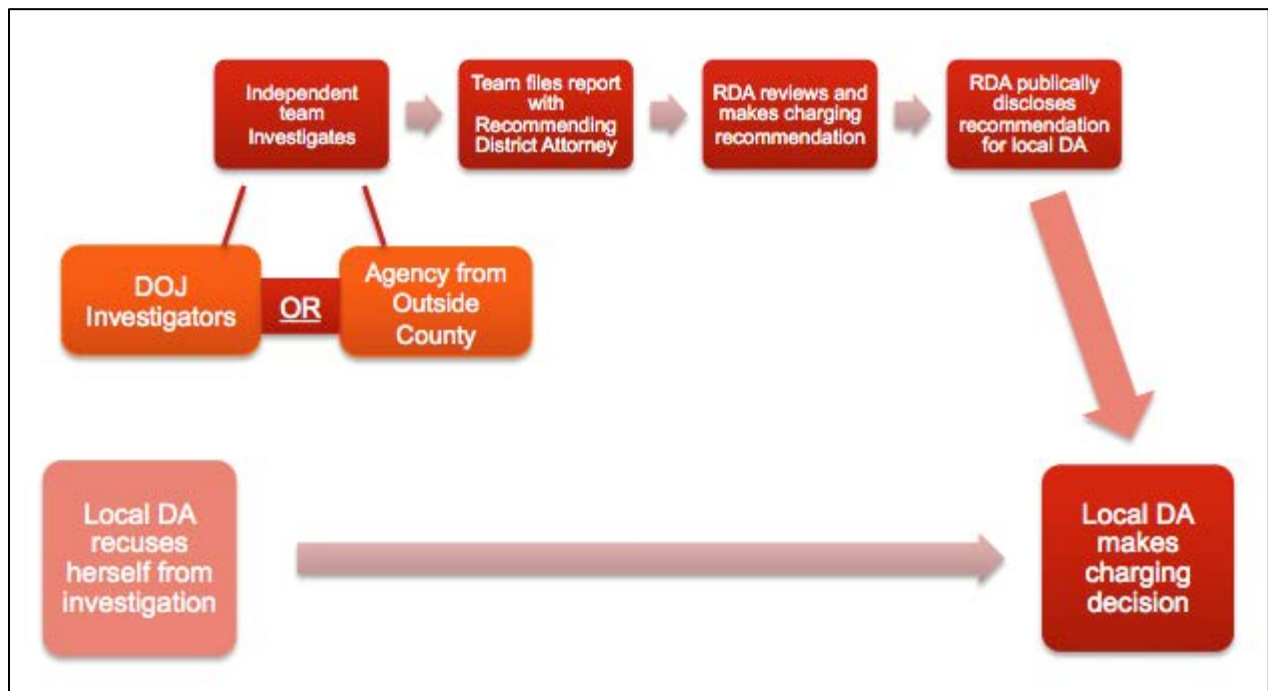 Independent
team
Investigates
Team files report
with
Recommending
District Attorney
RDA reviews and
makes charging
recommendation
RDA publically
discloses
recommendation
for local DA
DOJ
Investigators
OR
Agency from
Outside
County
Local DA
recuses
herself from
investigation
Local DA
makes
charging
decision